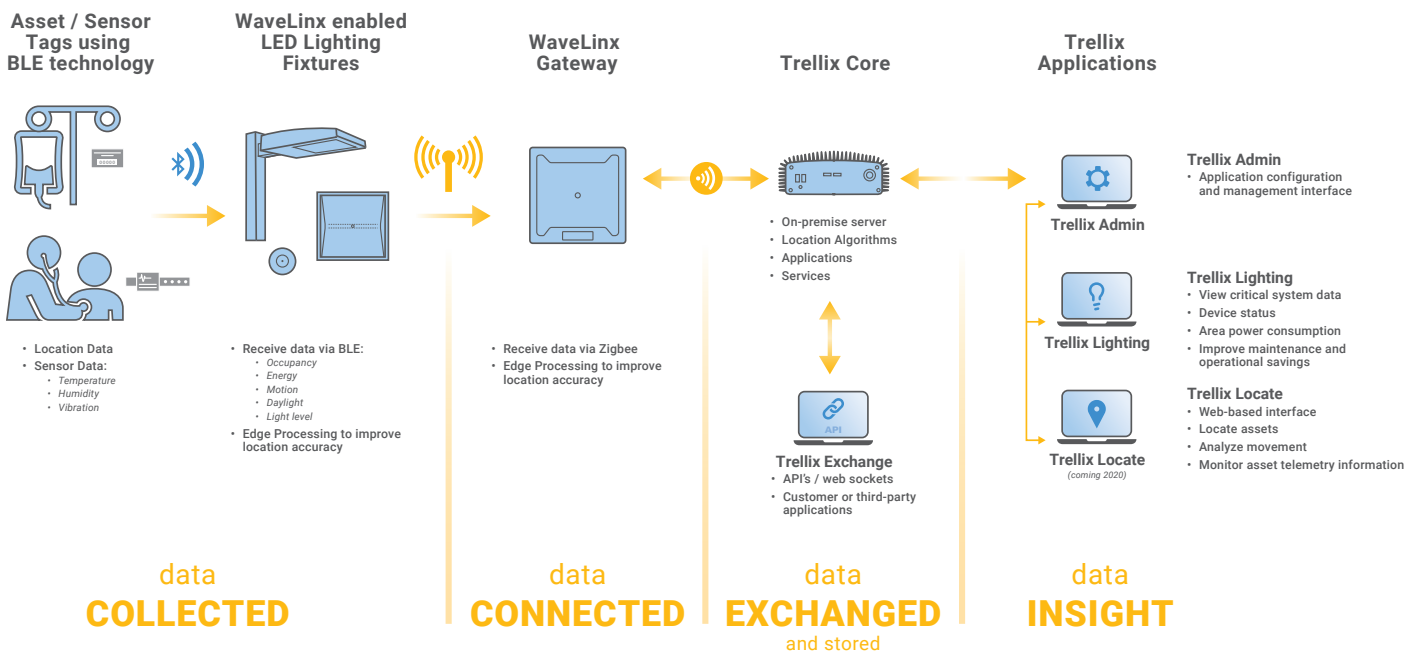 Asset / Sensor
Tags using
BLE technology
WaveLinx enabled
LED Lighting
Fixtures
WaveLinx
Gateway
Trellix Core
Trellix
Applications
• Location Data
• Sensor Data:
• Temperature
• Humidity
• Vibration
• Receive data via BLE:
• Occupancy
• Energy
• Motion
• Daylight
• Light level
• Edge Processing to improve
location accuracy
• Receive data via Zigbee
• Edge Processing to improve
location accuracy
• On-premise server
• Location Algorithms
• Applications
• Services
API
Trellix Exchange
• API's / web sockets
• Customer or third-party
applications
Trellix Admin
Trellix Admin
• Application configuration
and management interface
Trellix Lighting
Trellix Lighting
• View critical system data
• Device status
• Area power consumption
• Improve maintenance and
operational savings
Trellix Locate
(coming 2020)
Trellix Locate
• Web-based interface
• Locate assets
• Analyze movement
• Monitor asset telemetry information
data
COLLECTED
data
CONNECTED
data
EXCHANGED
and stored
data
INSIGHT